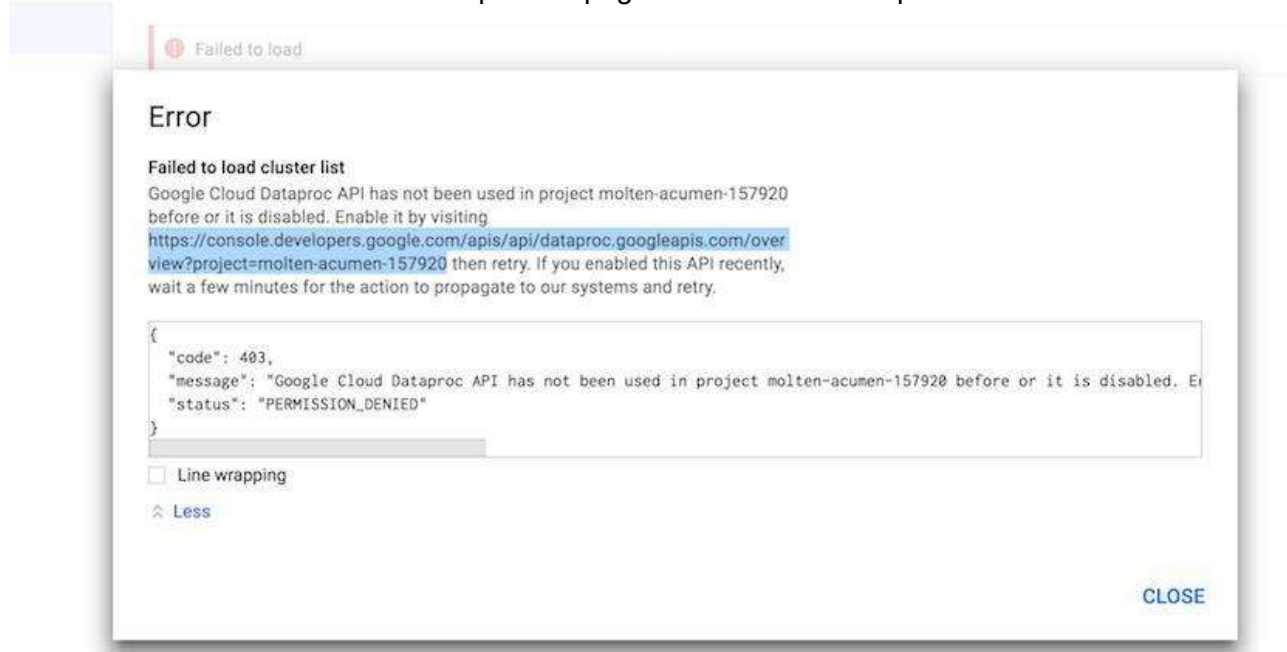 Failed to load
Error
Failed to load cluster list
Google Cloud Dataproc API has not been used in project molten-acumen-157920
before or it is disabled. Enable it by visiting
https://console.developers.google.com/apis/api/dataproc.googleapis.com/over
view?project=molten-acumen-157920 then retry. If you enabled this API recently,
wait a few minutes for the action to propagate to our systems and retry.
{
"code": 403,
"message": "Google Cloud Dataproc API has not been used in project molten-acumen-157920 before or it is disabled.
"status": "PERMISSION_DENIED"
}
Line wrapping
Less
CLOSE